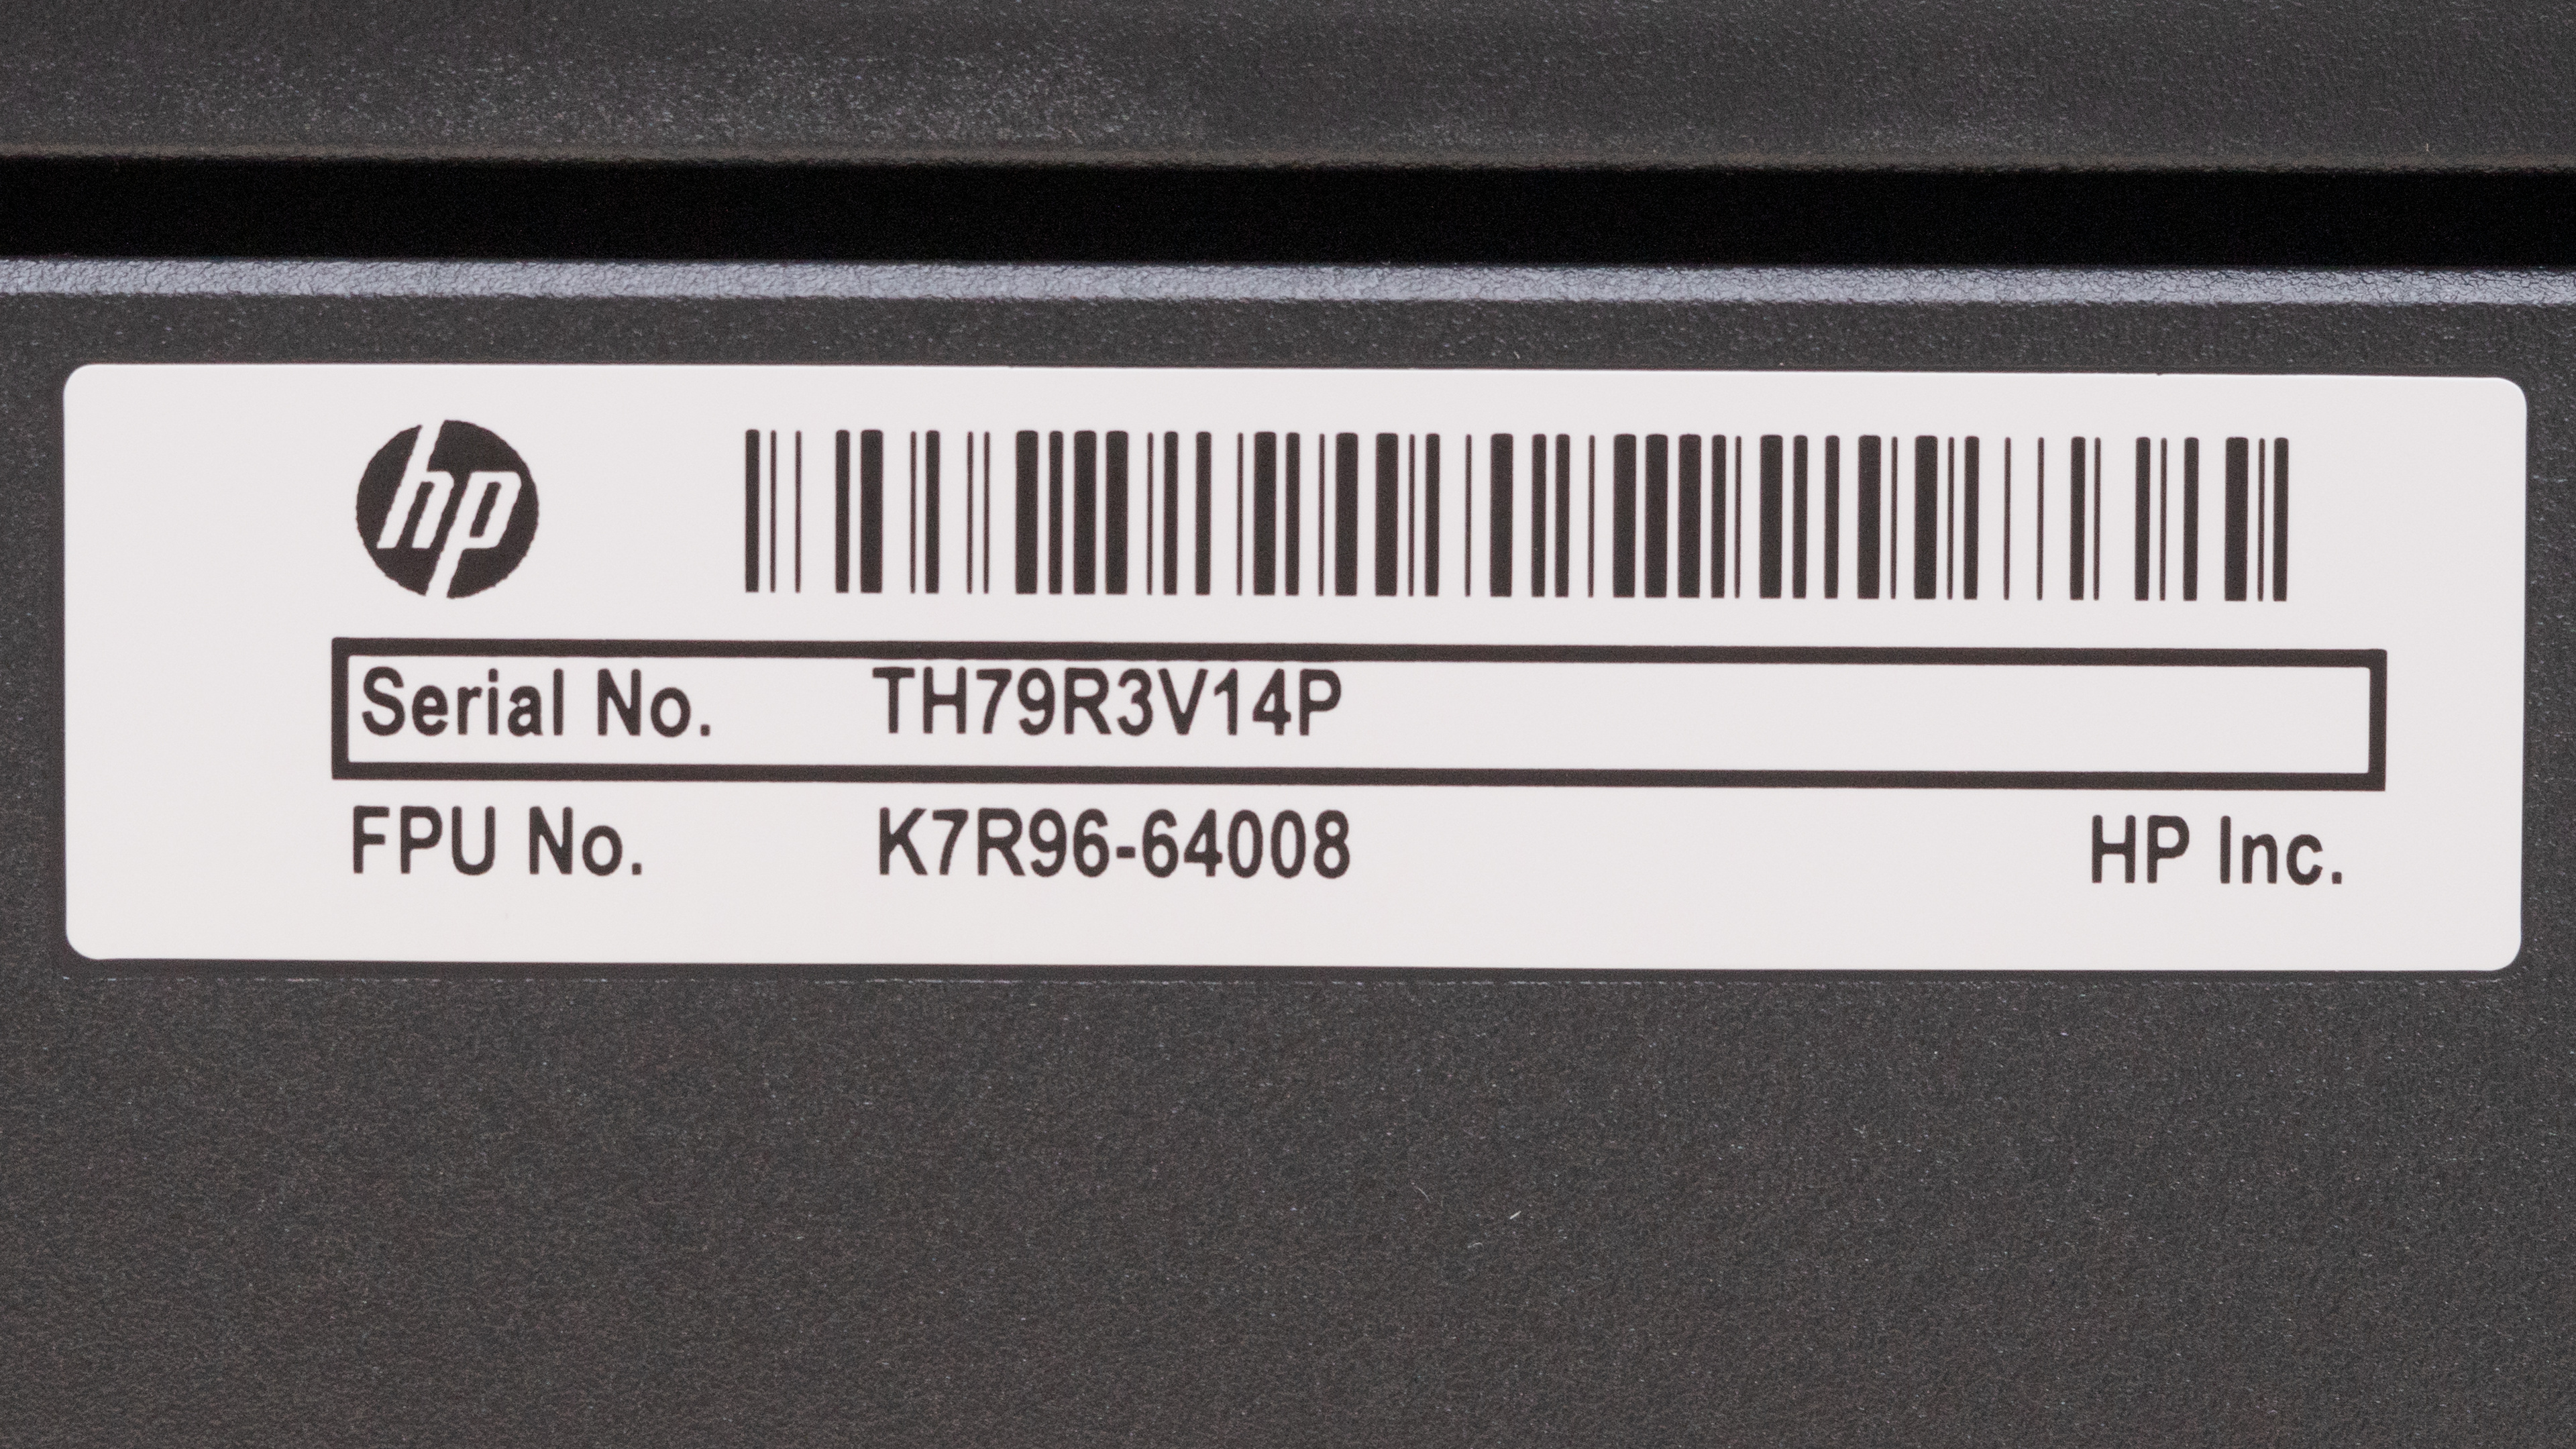 hp
Serial No. TH79R3V14P
FPU No. K7R96-64008 HP Inc.